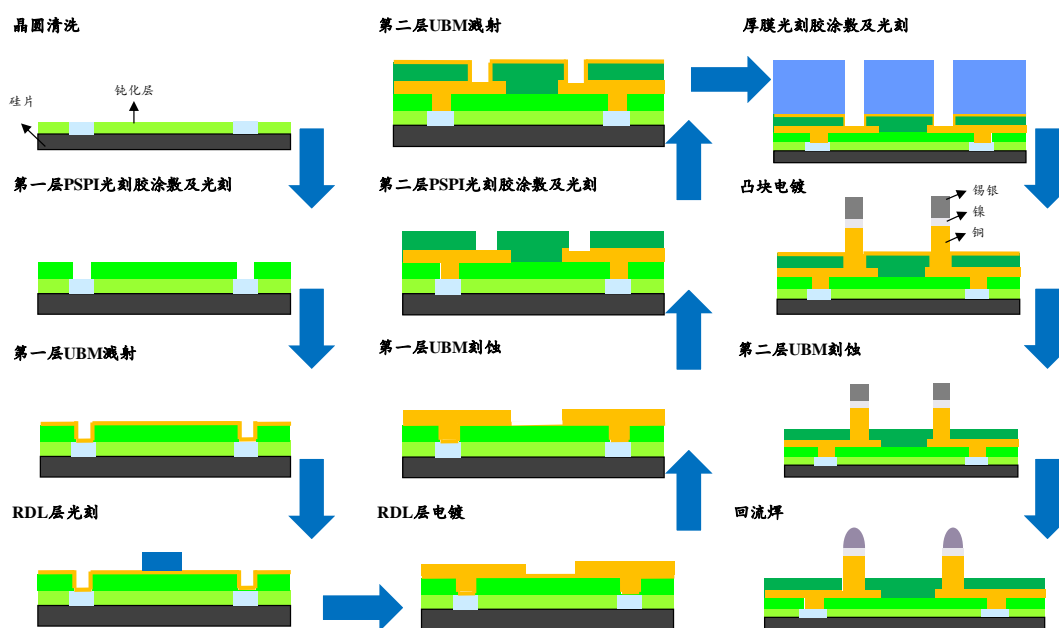 晶圆清洗
钝化层
硅片
第一层PSPI光刻胶涂敷及光刻
第一层UBM溅射
RDL层光刻
RDL层电镀
第一层UBM刻蚀
第二层PSPI光刻胶涂敷及光刻
第二层UBM溅射
厚膜光刻胶涂敷及光刻
凸块电镀
锡银
镍
铜
第二层UBM刻蚀
回流焊